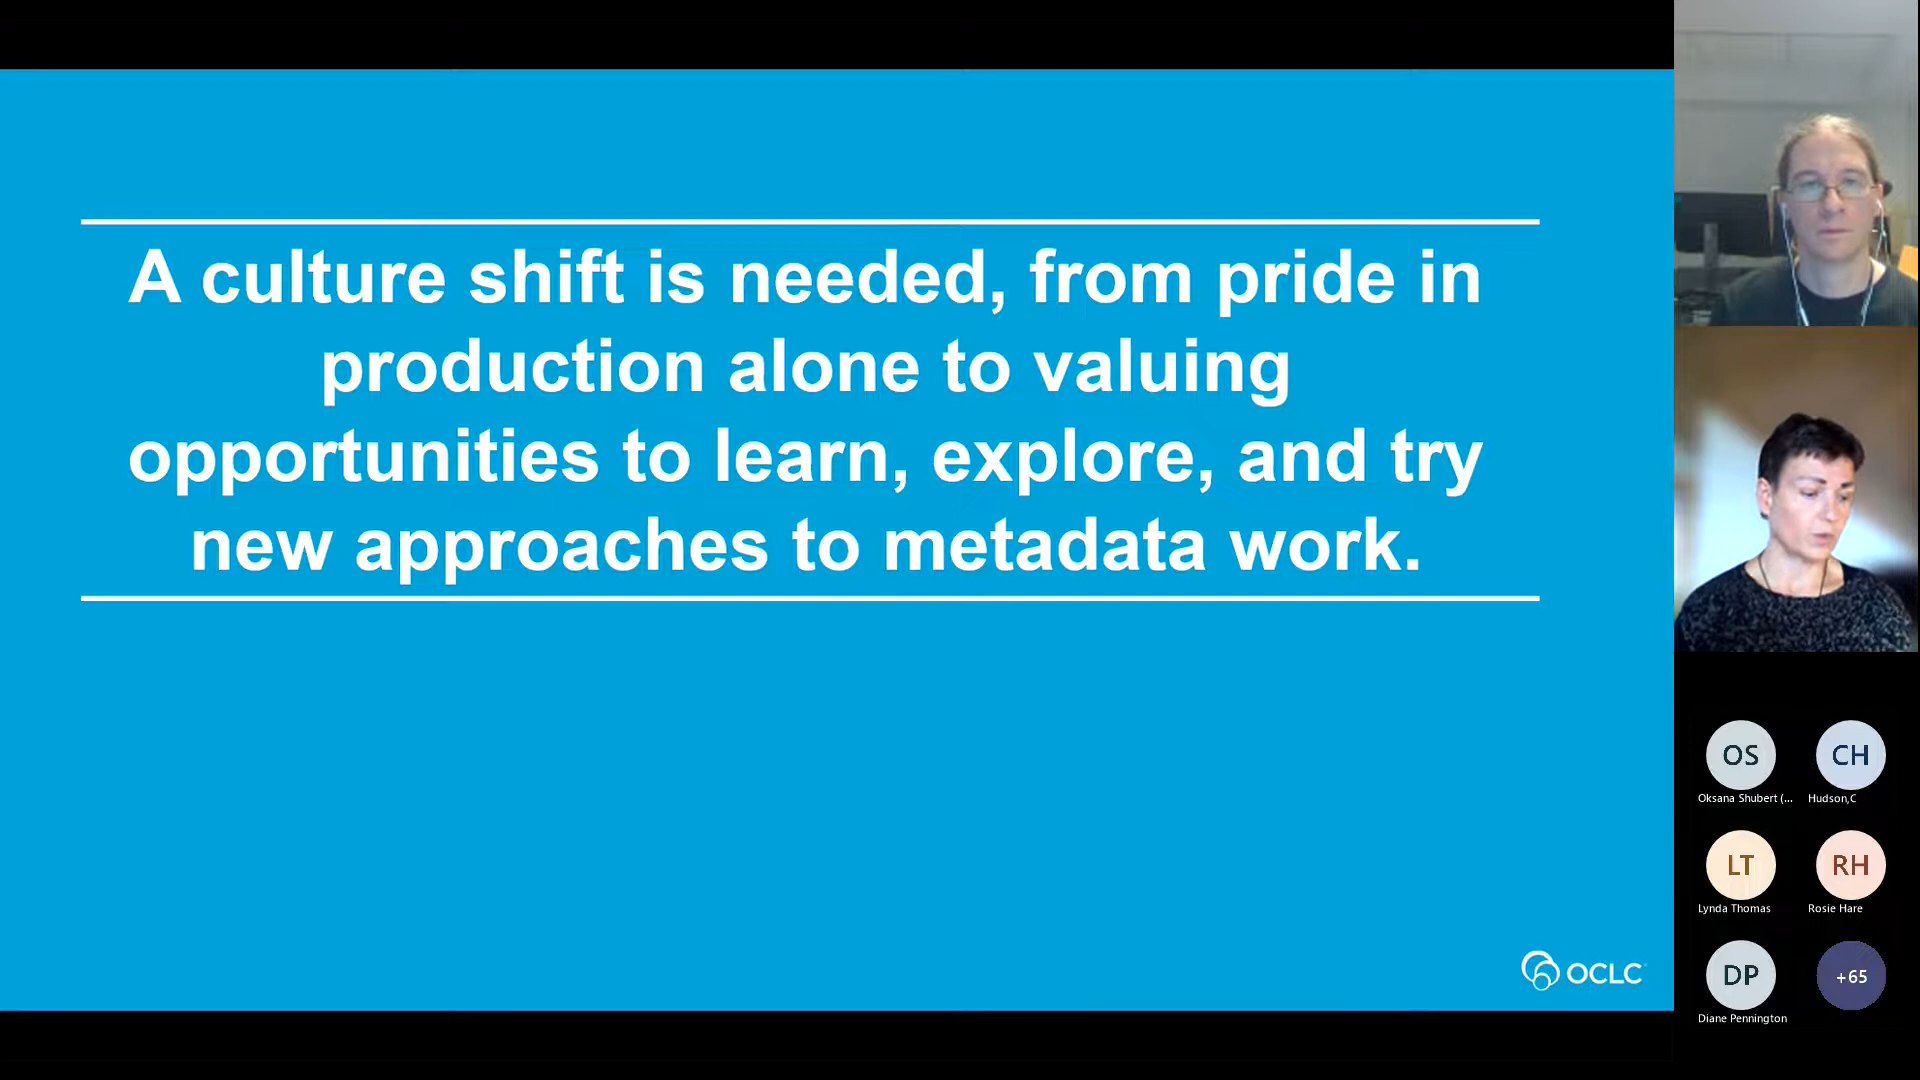 A culture shift is needed, from pride in
production alone to valuing
opportunities to learn, explore, and try
new approaches to metadata work.
OCLC
OS
CH
Oksana Shubert (...
Hudson,C
LT
RH
Lynda Thomas
Rosie Hare
DP
+65
Diane Pennington